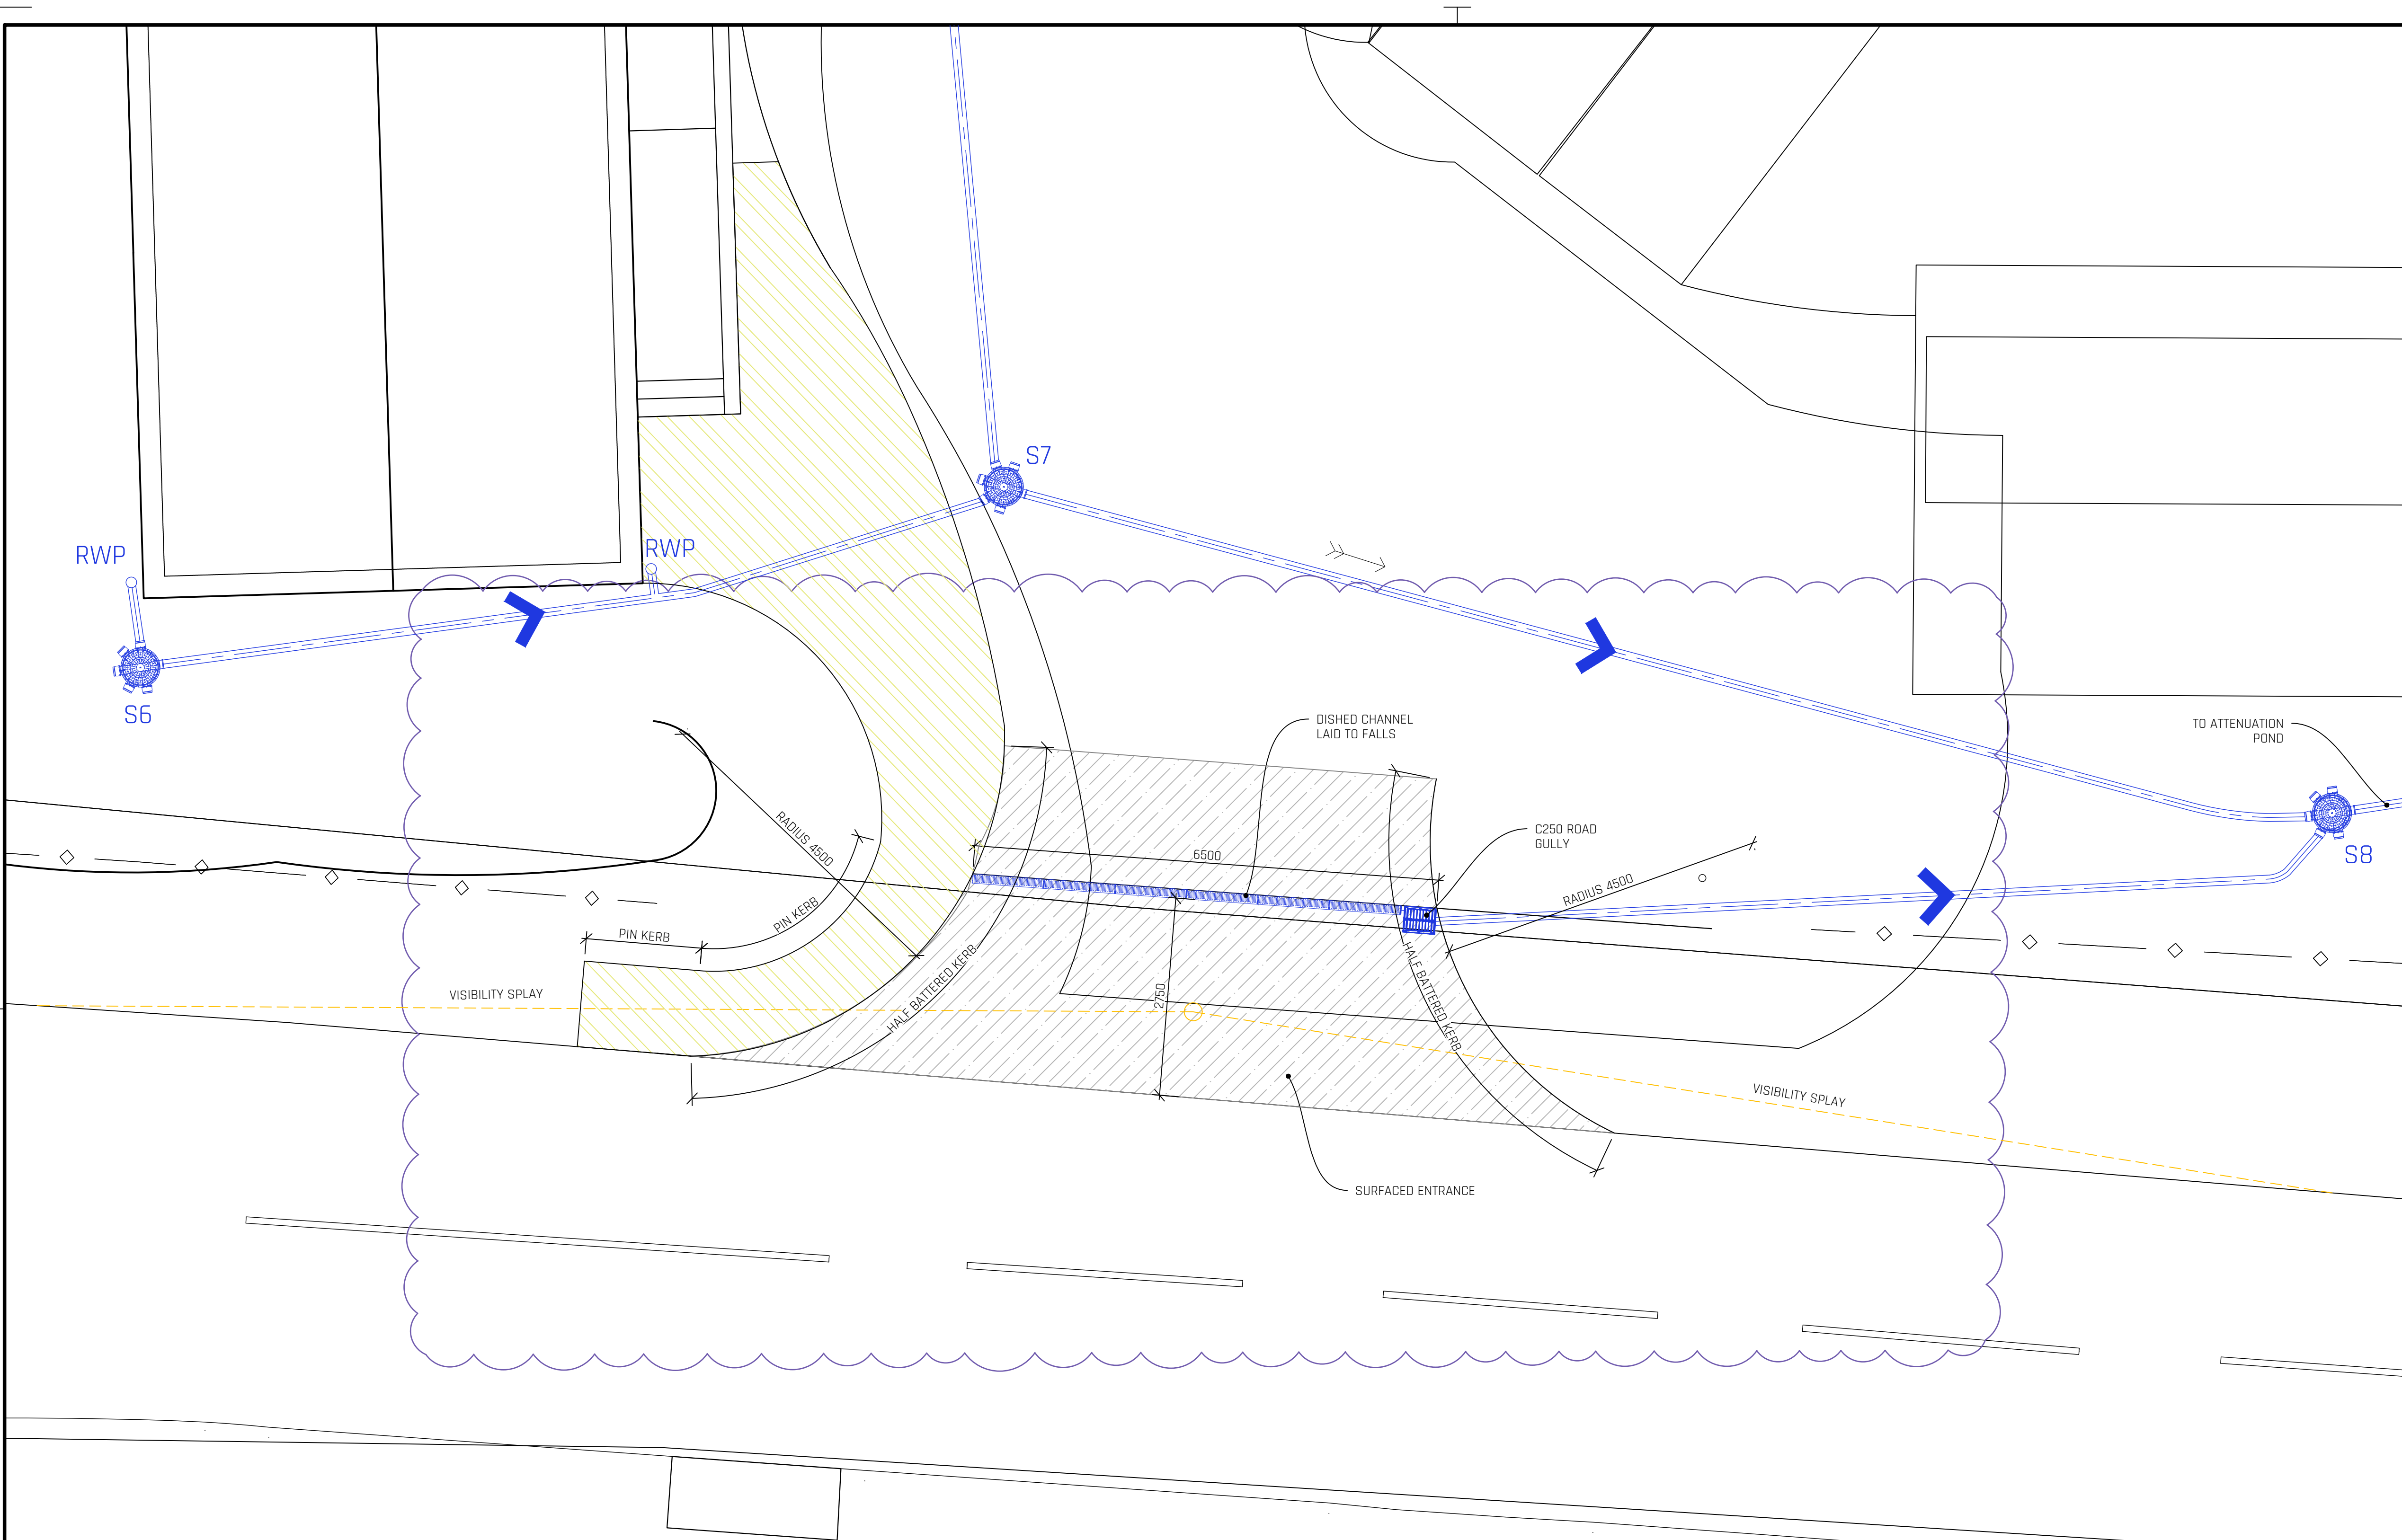 S7
RWP
RWP
S6
DISHED CHANNEL
LAID TO FALLS
TO ATTENUATION
POND
RADIUS 4500
C250 ROAD
GULLY
6500
S8
RADIUS 4500
PIN KERB
PIN KERB
HALF BATTERED KERB
HALF BATTERED KERB
2750
VISIBILITY SPLAY
VISIBILITY SPLAY
SURFACED ENTRANCE